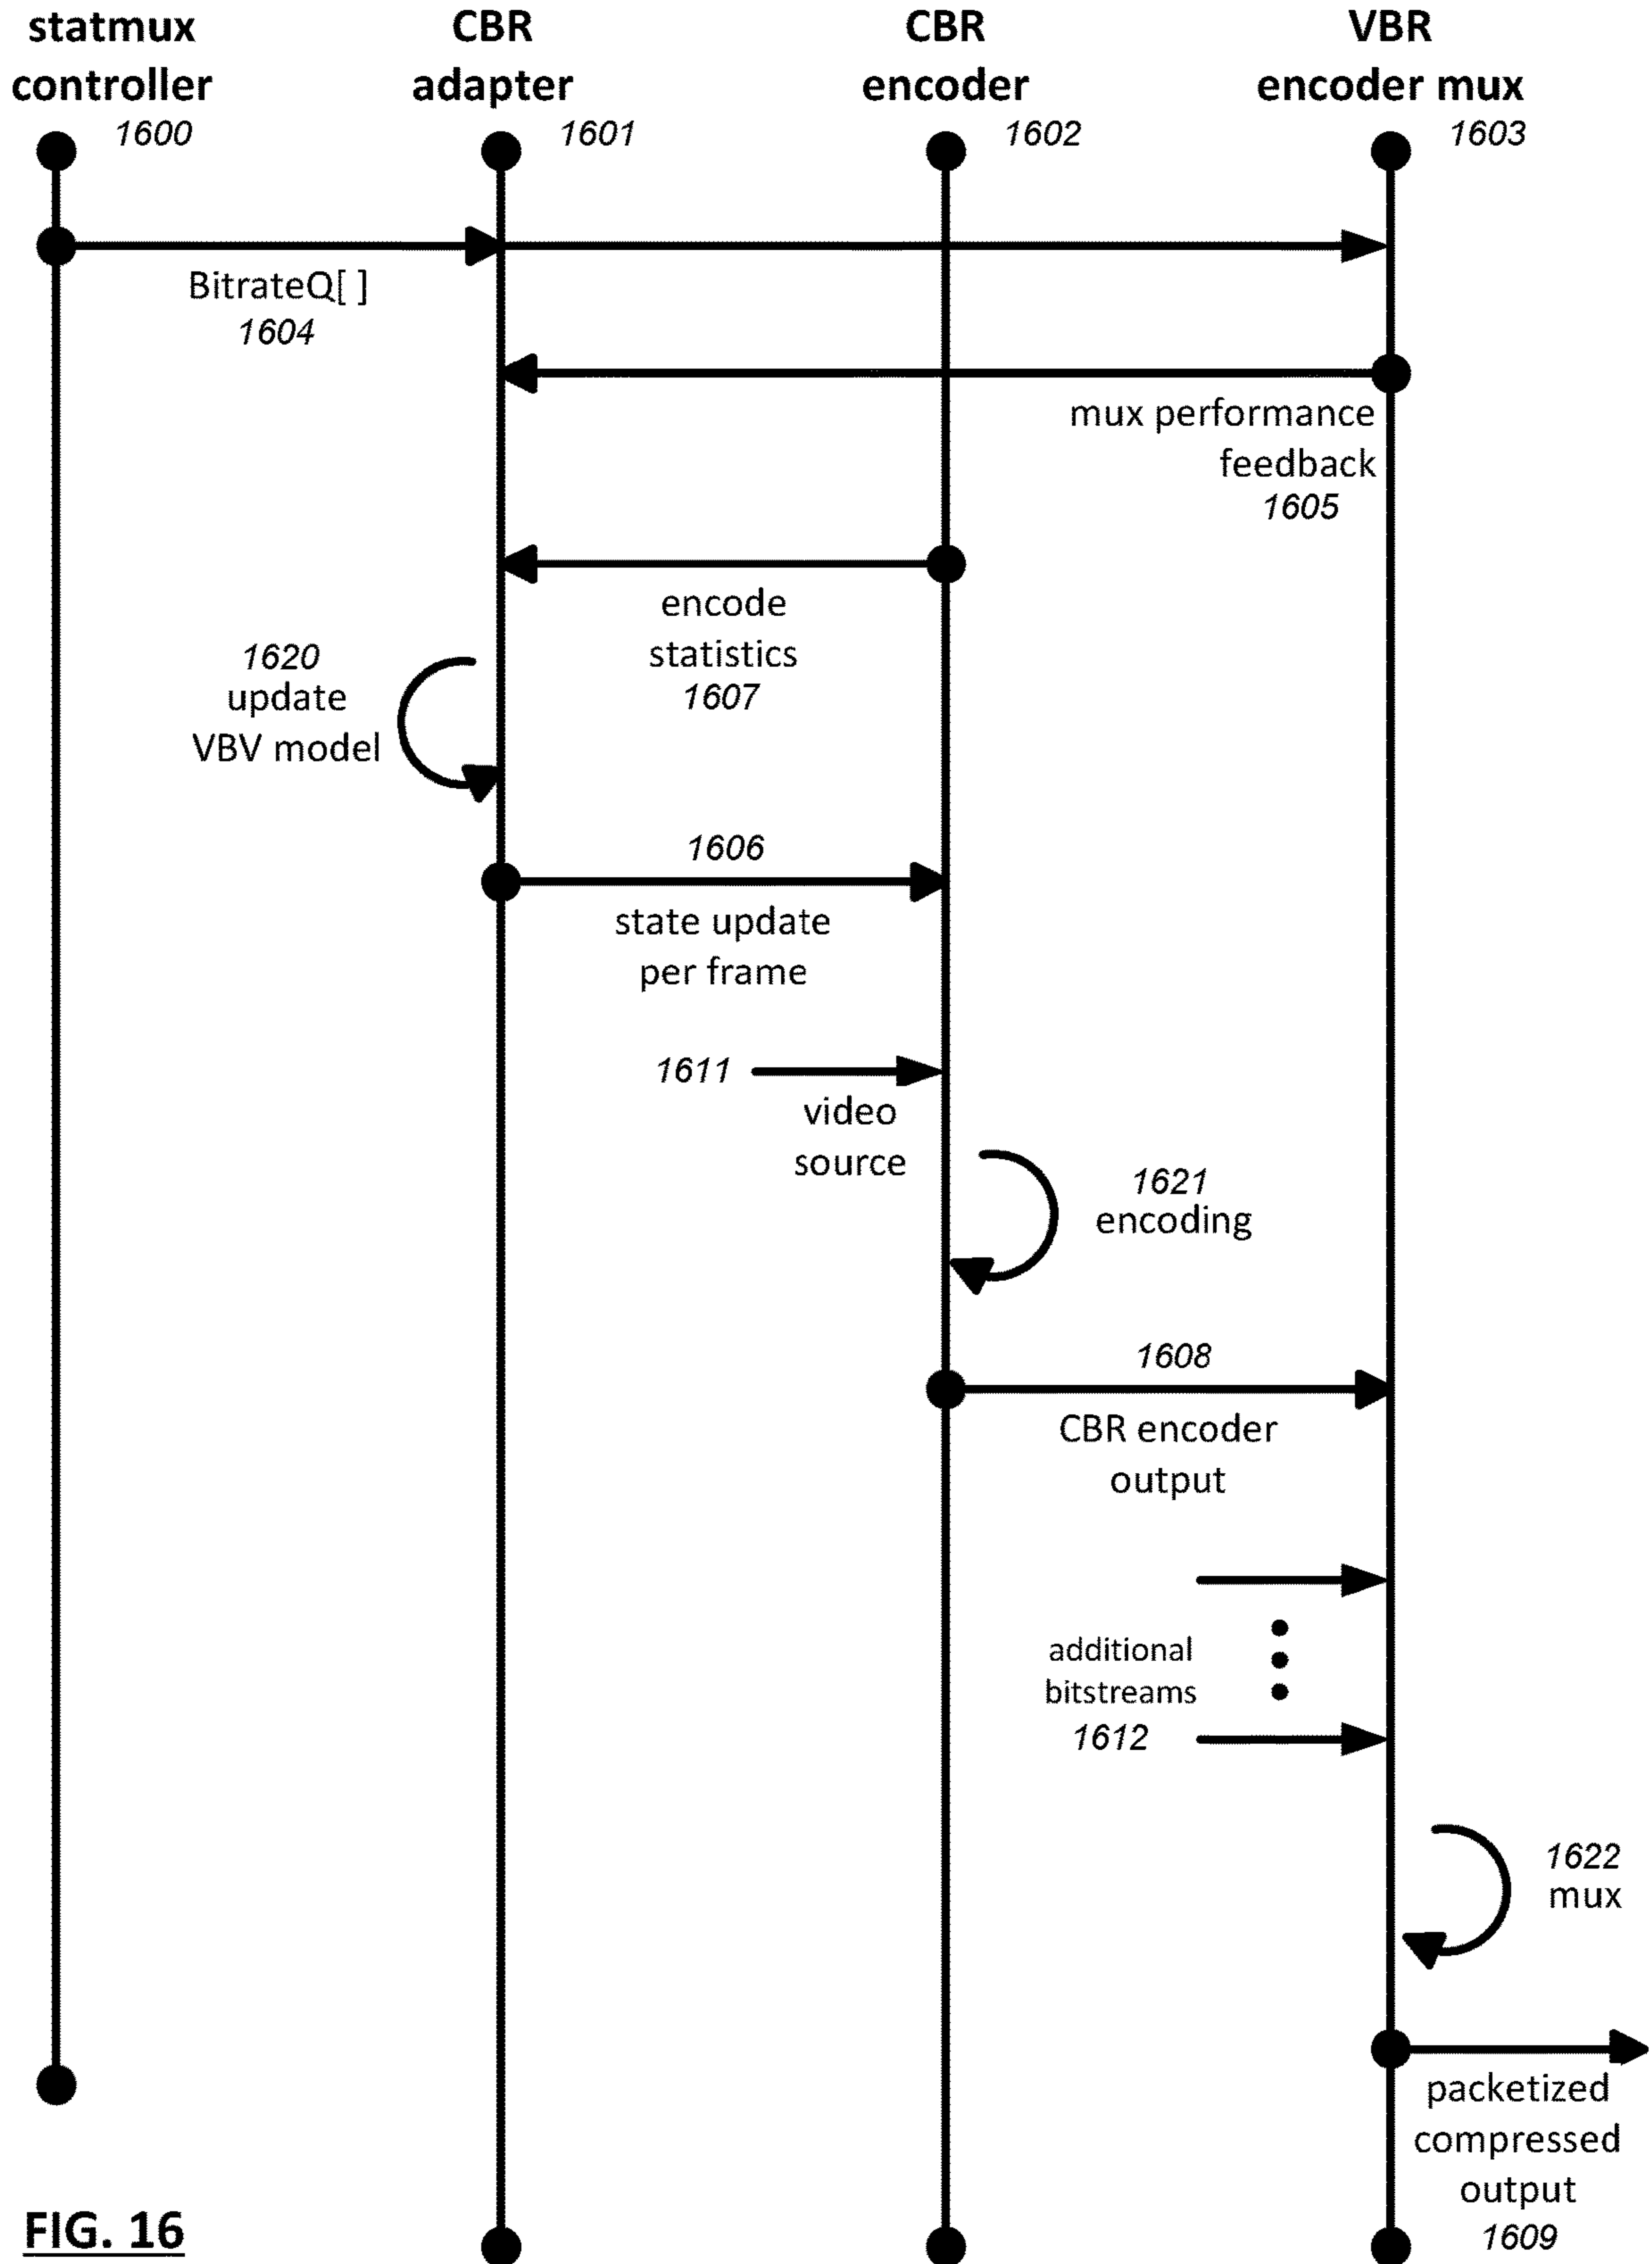 statmux
controller
1600
CBR
adapter
1601
CBR
encoder
1602
VBR
encoder mux
1603
BitrateQ[ ]
1604
mux performance
feedback
1605
encode
statistics
1607
1620
update
VBV model
1606
state update
per frame
1611
video
source
1621
encoding
1608
CBR encoder
output
additional
bitstreams
1612
1622
mux
packetized
compressed
output
1609
FIG. 16